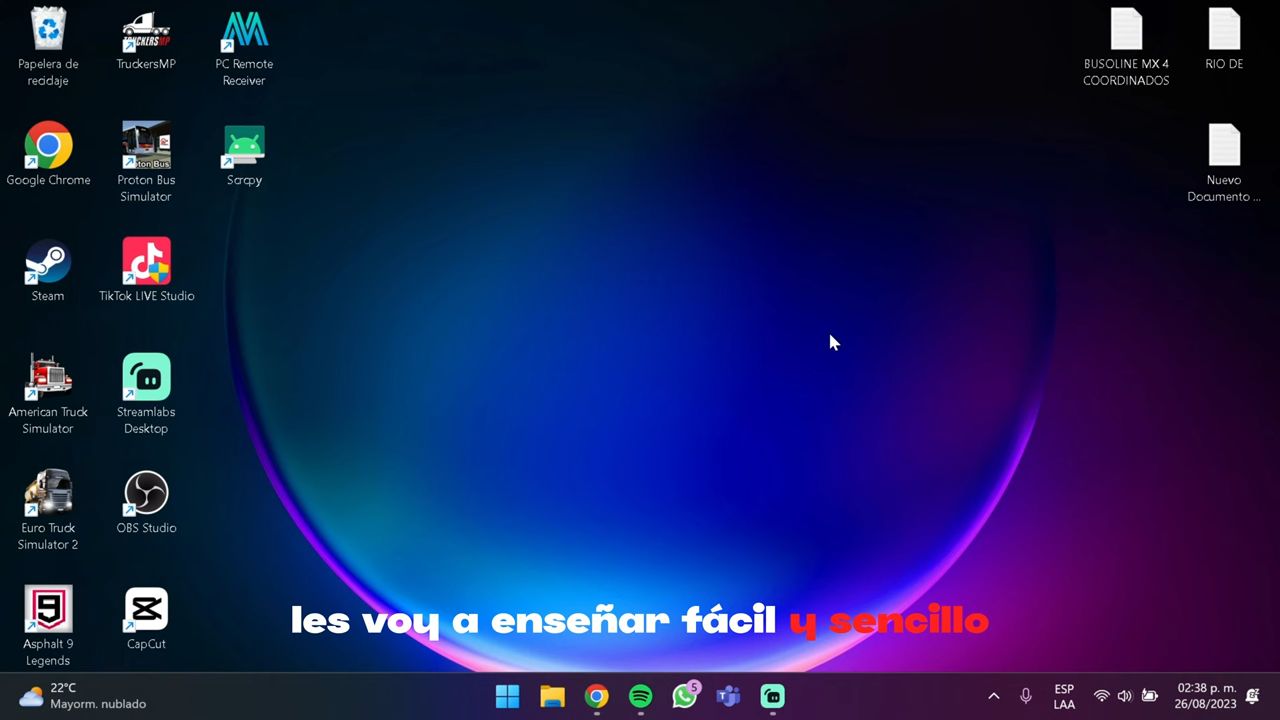 Papelera de
reciclaje
TruckersMP
PC Remote
Receiver
BUSOLINE MX 4
COORDINADOS
RIO DE
Google Chrome
Proton Bus
Simulator
Scrcpy
Nuevo
Documento ...
Steam
TikTok LIVE Studio
American Truck
Simulator
Streamlabs
Desktop
Euro Truck
Simulator 2
OBS Studio
Asphalt 9
Legends
CapCut
les voy a enseñar fácil y sencillo
22°C
Mayorm. nublado
5
ESP
LAA
02:38 p. m.
26/08/2023